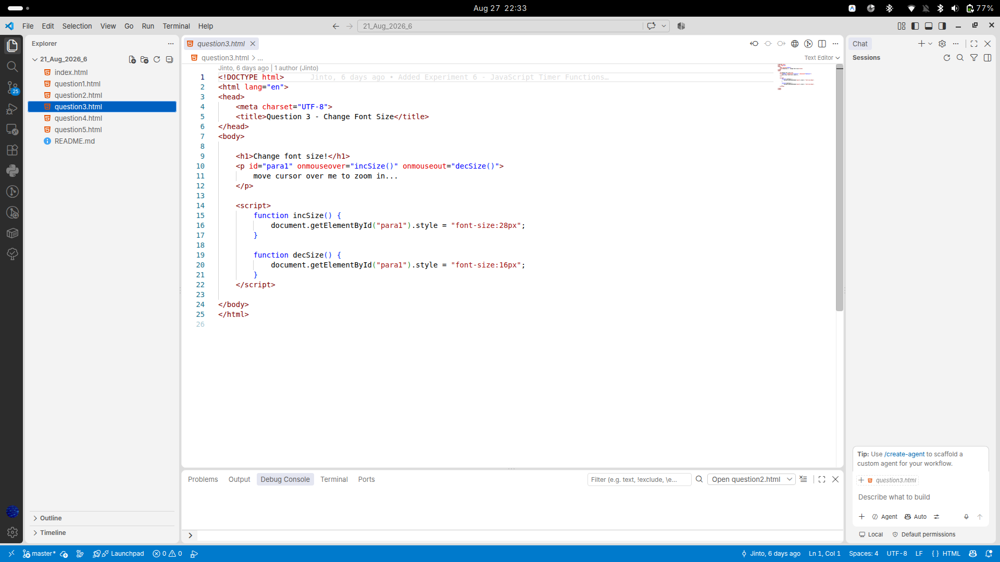 Aug 27 22:33
77%
File Edit Selection View Go Run Terminal Help
21_Aug_2026_6
Explorer
21_Aug_2026_6
index.html
question1.html
question2.html
question3.html
question4.html
question5.html
README.md
25
Outline
Timeline
question3.html
question3.html > ...
Text Editor
Jinto, 6 days ago | 1 author (Jinto)
1 <!DOCTYPE html> Jinto, 6 days ago • Added Experiment 6 - JavaScript Timer Functions…
2 <html lang="en">
3 <head>
4     <meta charset="UTF-8">
5     <title>Question 3 - Change Font Size</title>
6 </head>
7 <body>
8
9     <h1>Change font size!</h1>
10     <p id="para1" onmouseover="incSize()" onmouseout="decSize()">
11         move cursor over me to zoom in...
12     </p>
13
14     <script>
15         function incSize() {
16             document.getElementById("para1").style = "font-size:28px";
17         }
18
19         function decSize() {
20             document.getElementById("para1").style = "font-size:16px";
21         }
22     </script>
23
24 </body>
25 </html>
26
Problems Output Debug Console Terminal Ports
Filter (e.g. text, !exclude, \e...
Open question2.html
Chat
Sessions
Tip: Use /create-agent to scaffold a
custom agent for your workflow.
question3.html
Describe what to build
Agent Auto
Local Default permissions
master* Launchpad 0 0
Jinto, 6 days ago Ln 1, Col 1 Spaces: 4 UTF-8 LF { } HTML